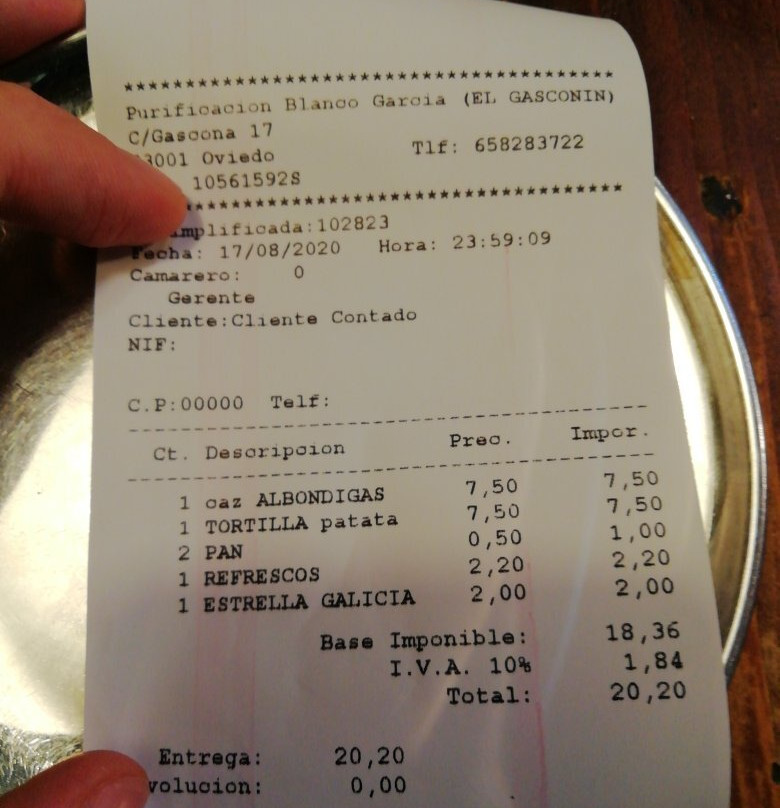 ****************************************
Purificacion Blanco Garcia (EL GASCONIN)
C/Gascona 17
3001 Oviedo Tlf: 658283722
10561592S
****************************************
implificada:102823
Fecha: 17/08/2020 Hora: 23:59:09
Camarero: 0
Gerente
Cliente:Cliente Contado
NIF:
C.P:00000 Telf:
Ct. Descripcion Prec. Impor.
1 caz ALBONDIGAS 7,50 7,50
1 TORTILLA patata 7,50 7,50
2 PAN 0,50 1,00
1 REFRESCOS 2,20 2,20
1 ESTRELLA GALICIA 2,00 2,00
Base Imponible: 18,36
I.V.A. 10% 1,84
Total: 20,20
Entrega: 20,20
volucion: 0,00